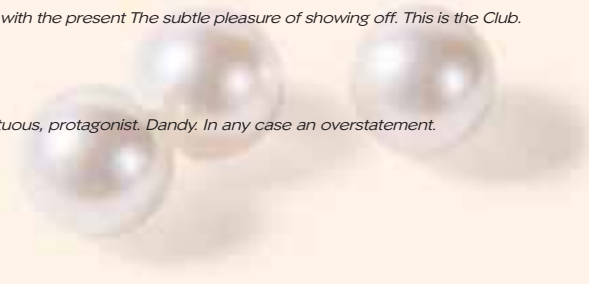 with the present The subtle pleasure of showing off. This is the Club.
protagonist. Dandy. In any case an overstatement.